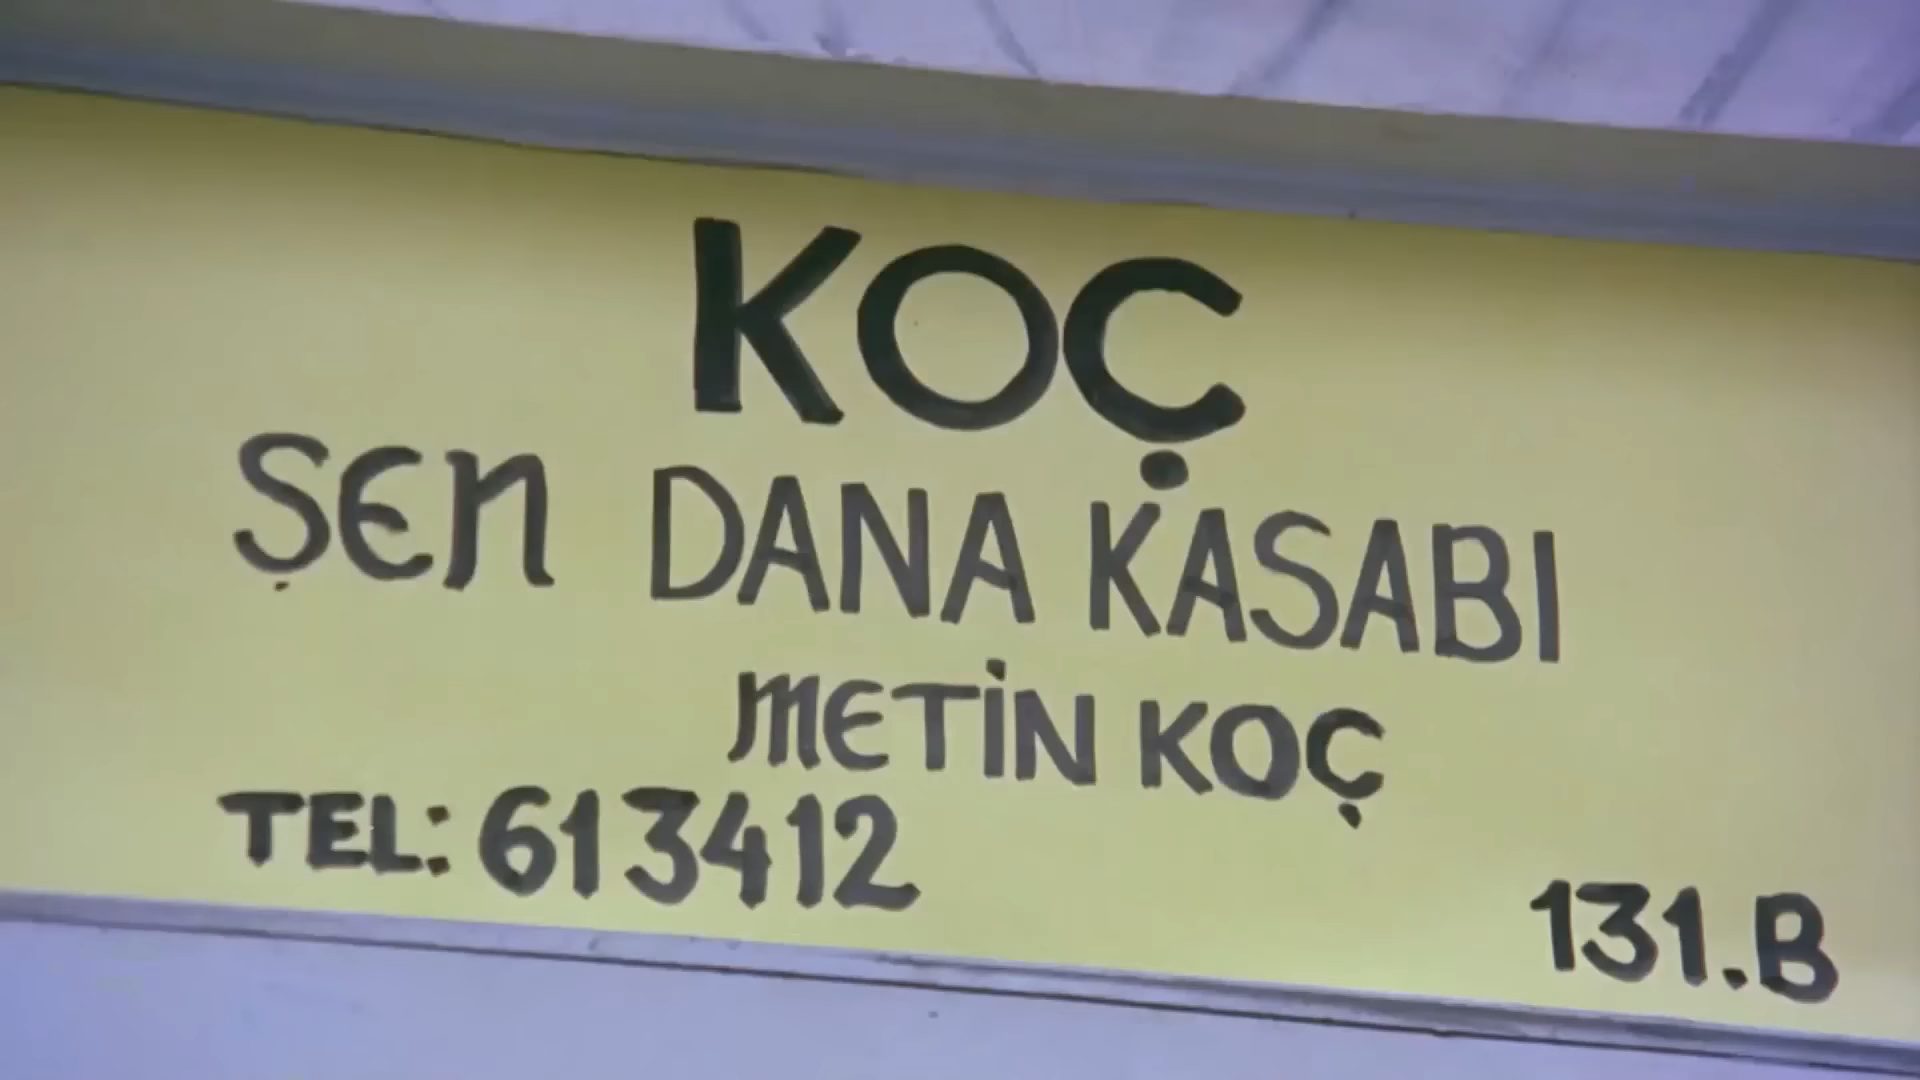 KOÇ
ŞEN DANA KASABI
METİN KOÇ
TEL: 613412
131.B